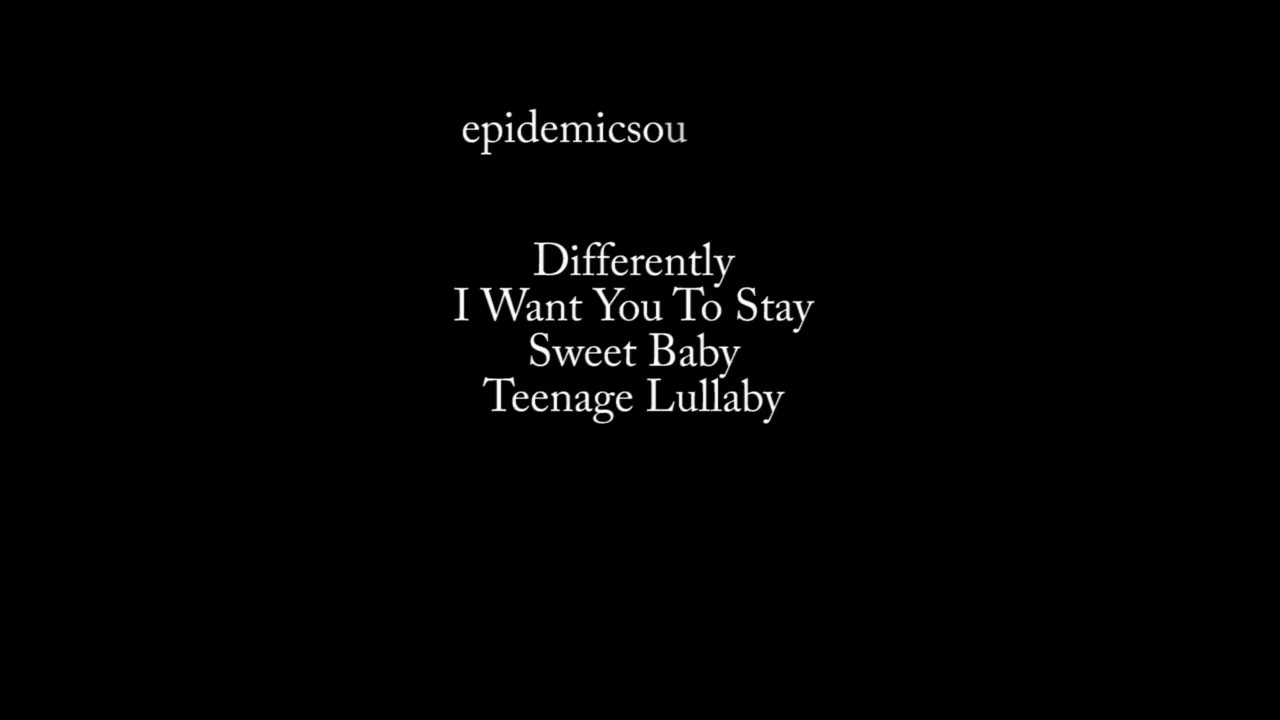 epidemicsou
Differently
I Want You To Stay
Sweet Baby
Teenage Lullaby